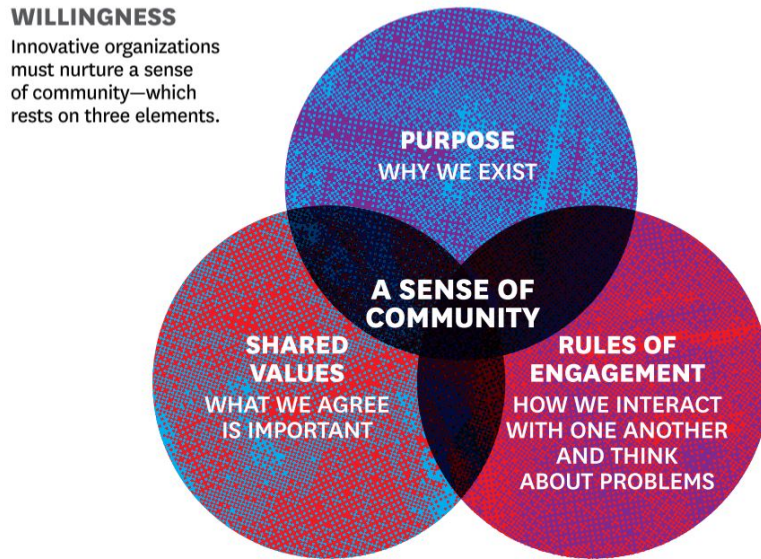 WILLINGNESS
Innovative organizations
must nurture a sense
of community—which
rests on three elements.
PURPOSE
WHY WE EXIST
A SENSE OF
COMMUNITY
SHARED
VALUES
WHAT WE AGREE
IS IMPORTANT
RULES OF
ENGAGEMENT
HOW WE INTERACT
WITH ONE ANOTHER
AND THINK
ABOUT PROBLEMS